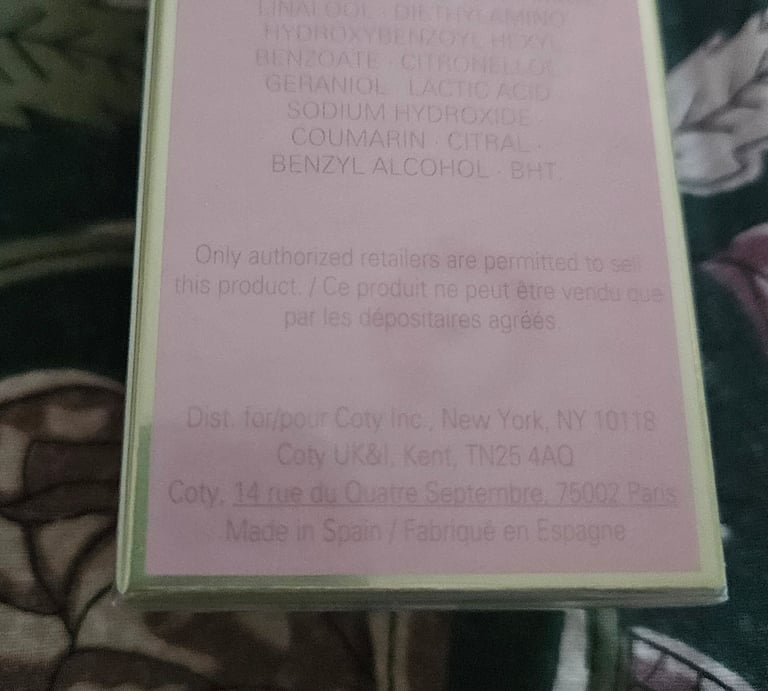 LINALOOL · DIETHYLAMINO
HYDROXYBENZOYL HEXYL
BENZOATE · CITRONELLOL
GERANIOL · LACTIC ACID
SODIUM HYDROXIDE ·
COUMARIN · CITRAL ·
BENZYL ALCOHOL · BHT.
Only authorized retailers are permitted to sell
this product. / Ce produit ne peut être vendu que
par les dépositaires agréés.
Dist. for/pour Coty Inc., New York, NY 10118
Coty UK&I, Kent, TN25 4AQ
Coty, 14 rue du Quatre Septembre, 75002 Paris
Made in Spain / Fabriqué en Espagne